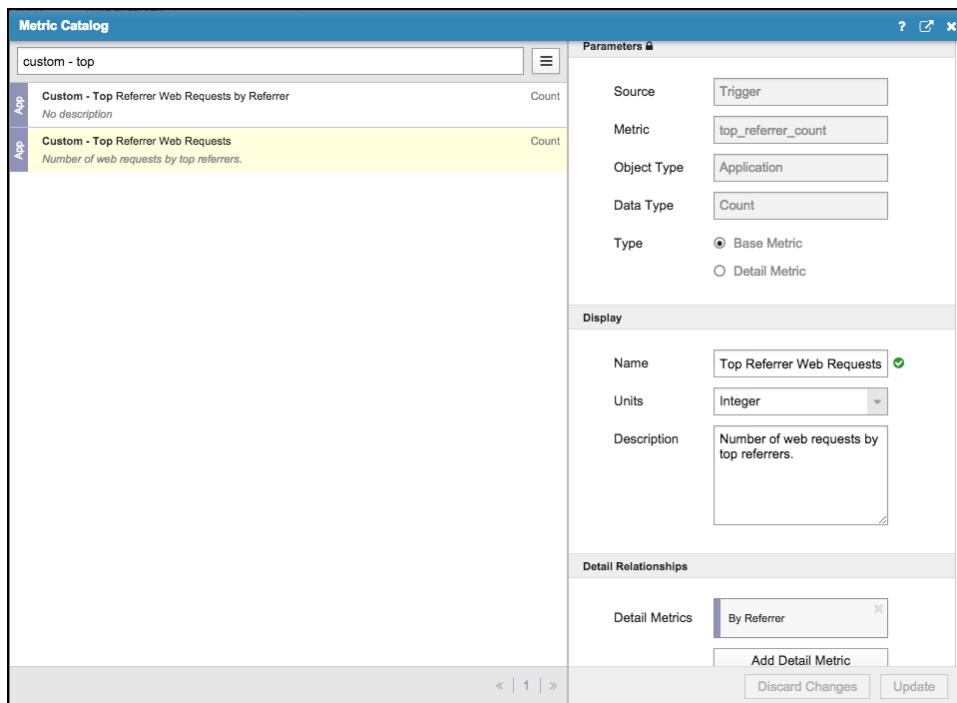 Metric Catalog
?
custom - top
App
Custom - Top Referrer Web Requests by Referrer
Count
No description
App
Custom - Top Referrer Web Requests
Count
Number of web requests by top referrers.
« 1 »
Parameters
Source
Trigger
Metric
top_referrer_count
Object Type
Application
Data Type
Count
Type
Base Metric
Detail Metric
Display
Name
Top Referrer Web Requests
Units
Integer
Description
Number of web requests by
top referrers.
Detail Relationships
Detail Metrics
By Referrer
Add Detail Metric
Discard Changes
Update